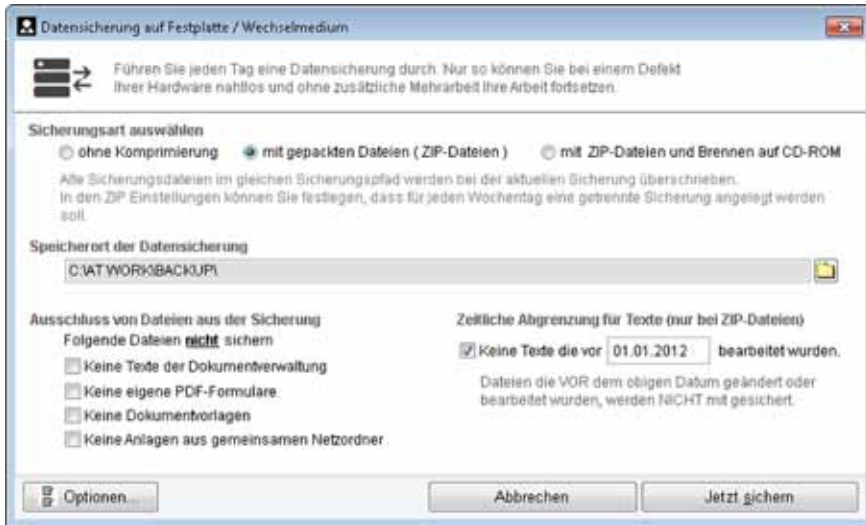 Datensicherung auf Festplatte / Wechselmedium
Führen Sie jeden Tag eine Datensicherung durch. Nur so können Sie bei einem Defekt
Ihrer Hardware nahtlos und ohne zusätzliche Mehrarbeit Ihre Arbeit fortsetzen.
Sicherungsart auswählen
ohne Komprimierung mit gepackten Dateien ( ZIP-Dateien ) mit ZIP-Dateien und Brennen auf CD-ROM
Alle Sicherungsdateien im gleichen Sicherungspfad werden bei der aktuellen Sicherung überschrieben.
In den ZIP Einstellungen können Sie festlegen, dass für jeden Wochentag eine getrennte Sicherung angelegt werden
soll.
Speicherort der Datensicherung
C:\AT WORK\BACKUP\
Ausschluss von Dateien aus der Sicherung
Folgende Dateien nicht sichern
Keine Texte der Dokumentverwaltung
Keine eigene PDF-Formulare
Keine Dokumentvorlagen
Keine Anlagen aus gemeinsamen Netzordner
Zeitliche Abgrenzung für Texte (nur bei ZIP-Dateien)
Keine Texte die vor 01.01.2012 bearbeitet wurden.
Dateien die VOR dem obigen Datum geändert oder
bearbeitet wurden, werden NICHT mit gesichert
Optionen... Abbrechen Jetzt sichern